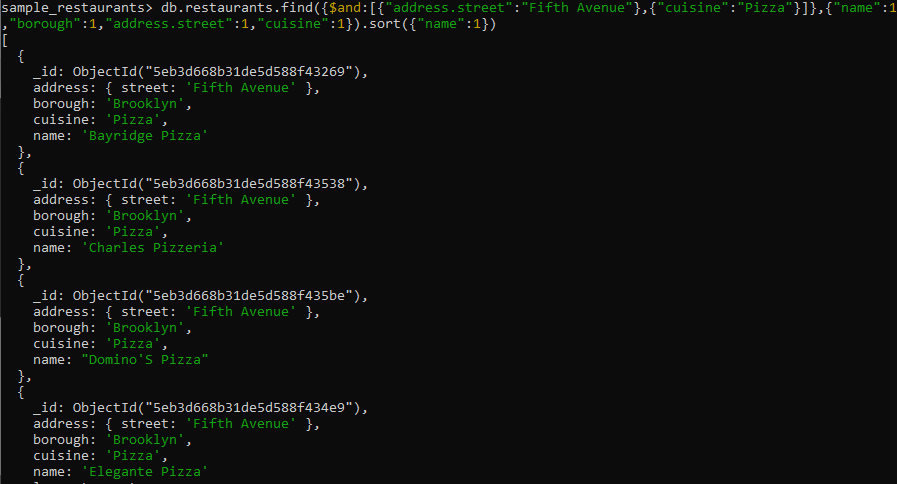 sample_restaurants> db.restaurants.find({$and:[{"address.street":"Fifth Avenue"},{"cuisine":"Pizza"}]},{"name":1
,"borough":1,"address.street":1,"cuisine":1}).sort({"name":1})
[
  {
    _id: ObjectId("5eb3d668b31de5d588f43269"),
    address: { street: 'Fifth Avenue' },
    borough: 'Brooklyn',
    cuisine: 'Pizza',
    name: 'Bayridge Pizza'
  },
  {
    _id: ObjectId("5eb3d668b31de5d588f43538"),
    address: { street: 'Fifth Avenue' },
    borough: 'Brooklyn',
    cuisine: 'Pizza',
    name: 'Charles Pizzeria'
  },
  {
    _id: ObjectId("5eb3d668b31de5d588f435be"),
    address: { street: 'Fifth Avenue' },
    borough: 'Brooklyn',
    cuisine: 'Pizza',
    name: "Domino'S Pizza"
  },
  {
    _id: ObjectId("5eb3d668b31de5d588f434e9"),
    address: { street: 'Fifth Avenue' },
    borough: 'Brooklyn',
    cuisine: 'Pizza',
    name: 'Elegante Pizza'